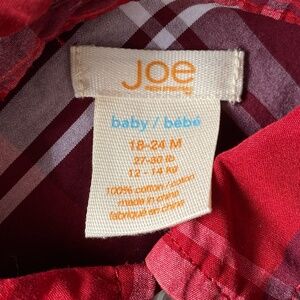 joe
baby / bébé
18-24 M
27-30 lb
12 - 14 kg
100% cotton / coton
made in china
fabriqué en chine